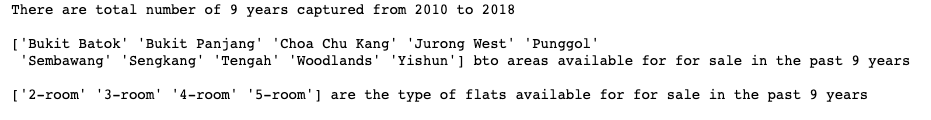 There are total number of 9 years captured from 2010 to 2018
['Bukit Batok' 'Bukit Panjang' 'Choa Chu Kang' 'Jurong West' 'Punggol'
'Sembawang' 'Sengkang' 'Tengah' 'Woodlands' 'Yishun'] bto areas available for for sale in the past 9 years
['2-room' '3-room' '4-room' '5-room'] are the type of flats available for for sale in the past 9 years